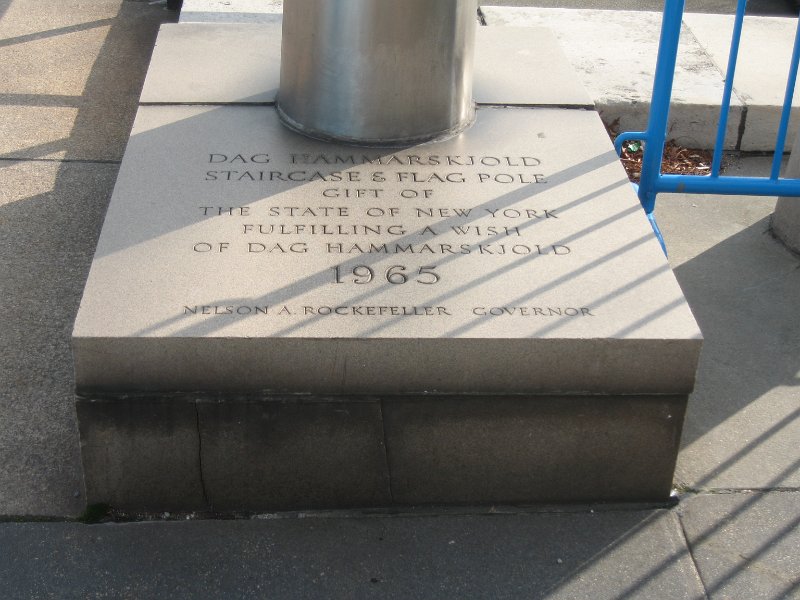 DAG HAMMARSKJOLD
STAIRCASE & FLAG POLE
GIFT OF
THE STATE OF NEW YORK
FULFILLING A WISH
OF DAG HAMMARSKJOLD
1965
NELSON A. ROCKEFELLER GOVERNOR